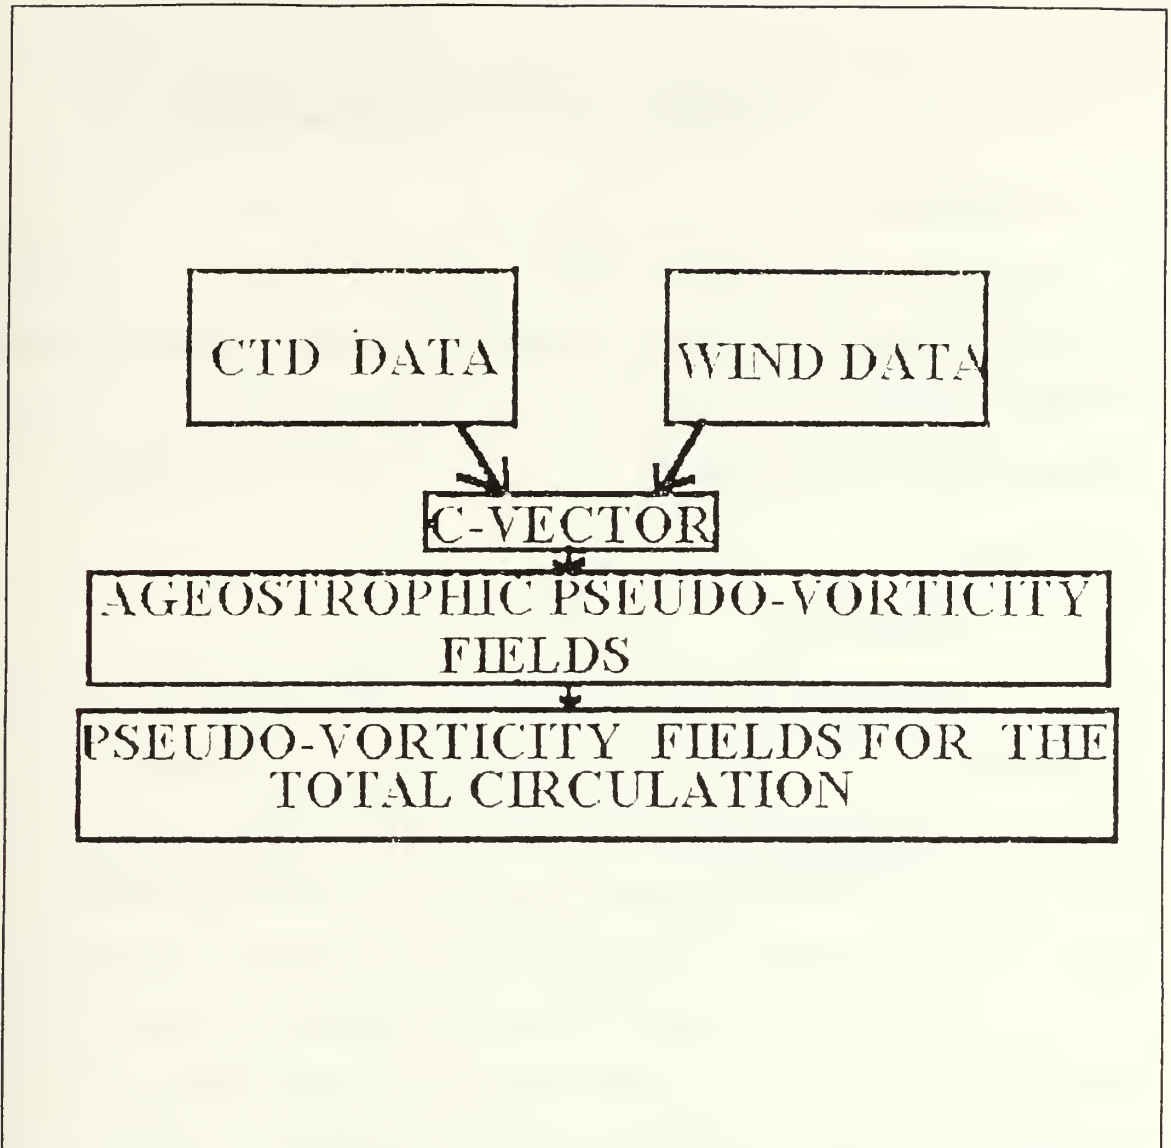 CTD DATA
WIND DATA
C-VECTOR
AGEOSTROPHIC PSEUDO-VORTICITY
FIELDS
PSEUDO-VORTICITY FIELDS FOR THE
TOTAL CIRCULATION